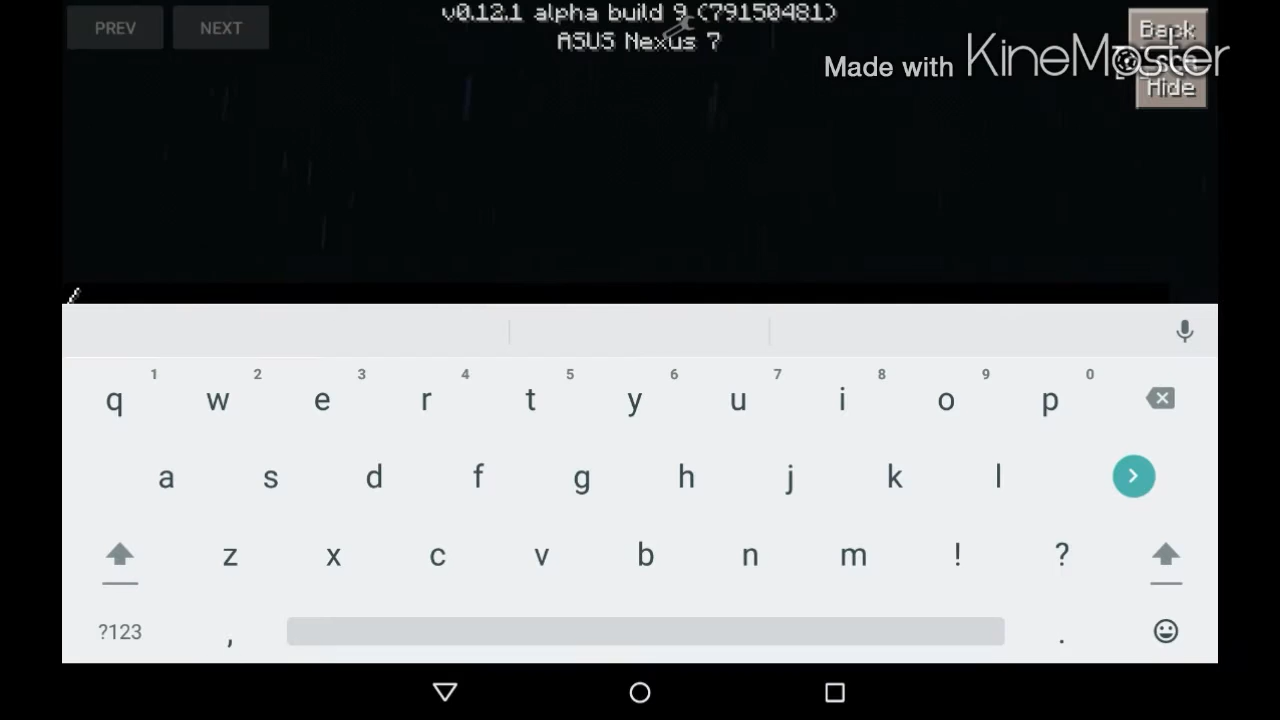 PREV NEXT v0.12.1 alpha build 9 (79150481) Back
ASUS Nexus 7
Made with KineMaster
Hide
/
1 2 3 4 5 6 7 8 9 0
q w e r t y u i o p
a s d f g h j k l
z x c v b n m ! ?
?123 , .